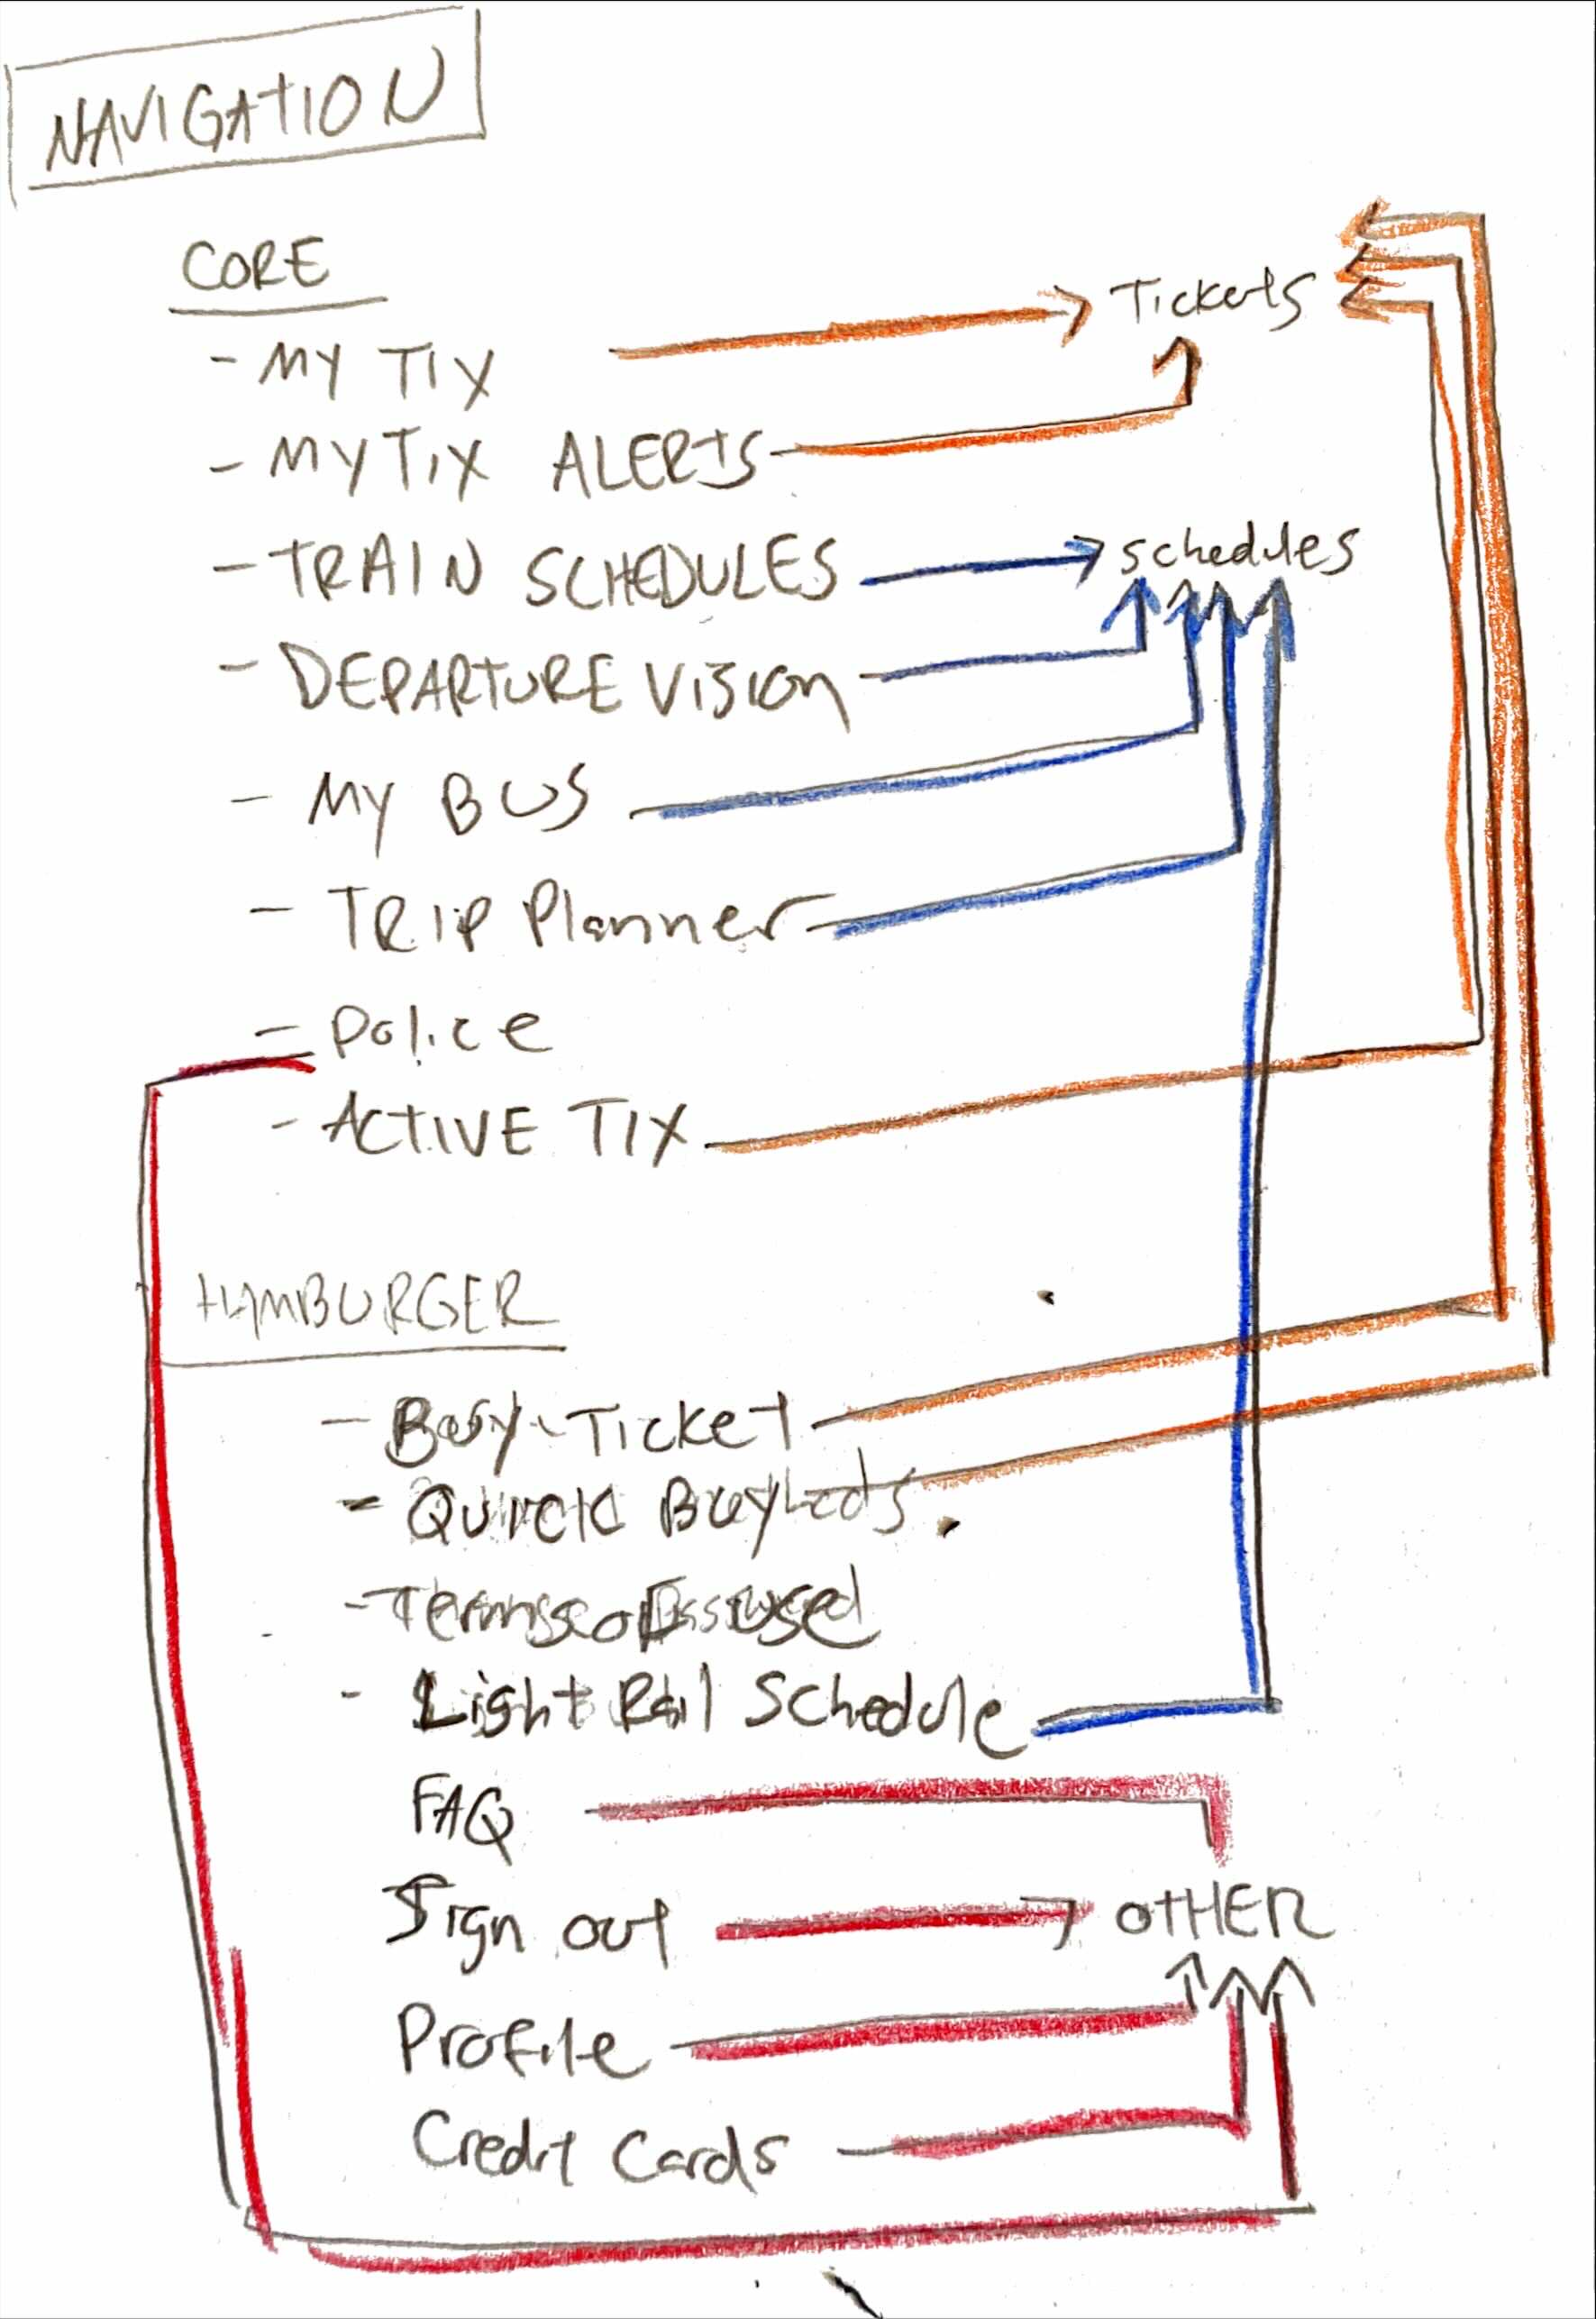 NAVIGATION
CORE
Tickets
- MY TIX
- MY TIX ALERTS
- TRAIN SCHEDULES
schedules
- DEPARTURE VISION
- MY BUS
- TRIP Planner
- Police
- ACTIVE TIX
HAMBURGER
- Buy Ticket
- QUICK Buy
- Terms of use
- Light Rail Schedule
FAQ
Sign out
OTHER
Profile
Credit Cards